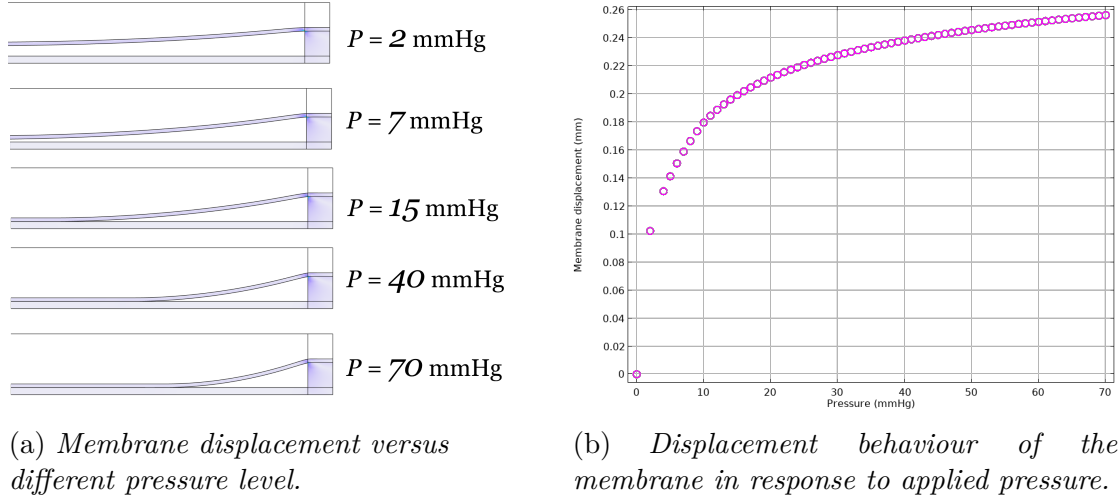 P = 2 mmHg
P = 7 mmHg
P = 15 mmHg
P = 40 mmHg
P = 70 mmHg
(a) Membrane displacement versus
different pressure level.
0.26
0.24
0.22
0.2
0.18
0.16
0.14
0.12
0.1
0.08
0.06
0.04
0.02
0
Membrane displacement (mm)
0 10 20 30 40 50 60 70
Pressure (mmHg)
(b) Displacement behaviour of the
membrane in response to applied pressure.